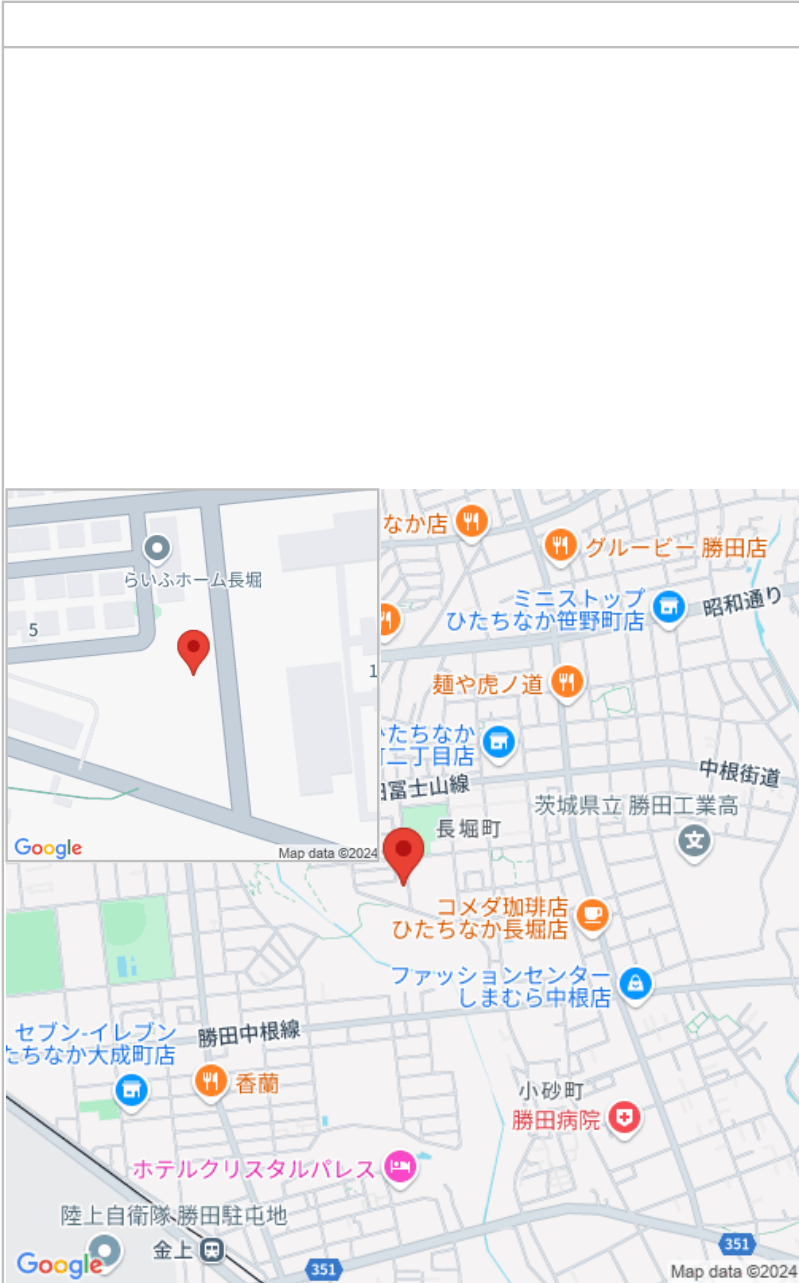 らいふホーム長堀
5
1
Google
Map data ©2024
なか店
グルービー 勝田店
ミニストップ
ひたちなか笹野町店
昭和通り
麺や虎ノ道
たちなか
二丁目店
中根街道
富士山線
茨城県立 勝田工業高
長堀町
文
コメダ珈琲店
ひたちなか長堀店
ファッションセンター
しまむら中根店
セブン-イレブン
たちなか大成町店
勝田中根線
香蘭
小砂町
勝田病院
ホテルクリスタルパレス
陸上自衛隊 勝田駐屯地
金上
351
351
Google
Map data ©2024